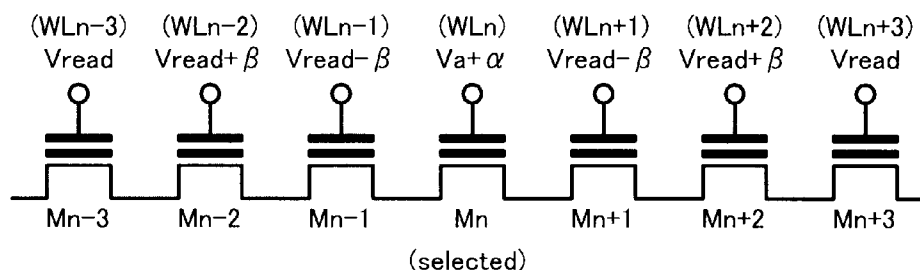 (WLn-3) (WLn-2) (WLn-1) (WLn) (WLn+1) (WLn+2) (WLn+3)
Vread Vread+β Vread-β Va+α Vread-β Vread+β Vread
Mn-3 Mn-2 Mn-1 Mn Mn+1 Mn+2 Mn+3
(selected)